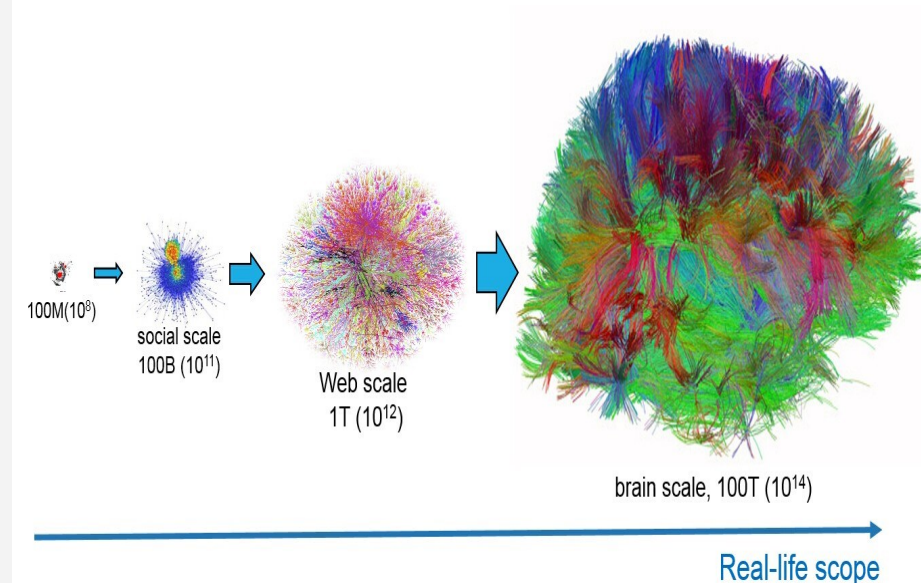 100M(10⁸)
social scale
100B (10¹¹)
Web scale
1T (10¹²)
brain scale, 100T (10¹⁴)
Real-life scope